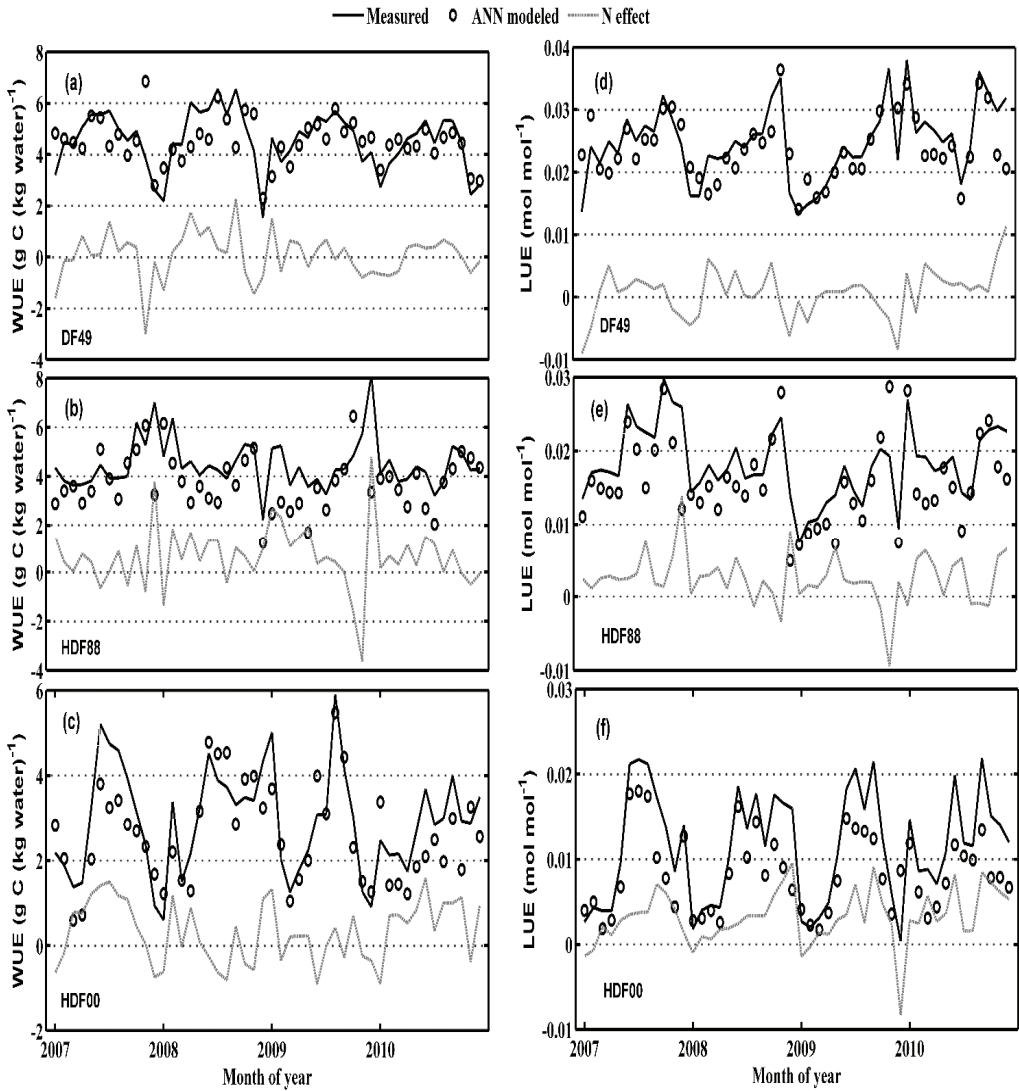 Measured ANN modeled N effect
(a)
WUE (g C (kg water)⁻¹
8
6
4
2
0
-2
-4
DF49
(d)
LUE (mol mol⁻¹)
0.04
0.03
0.02
0.01
0
-0.01
DF49
(b)
WUE (g C (kg water)⁻¹
8
6
4
2
0
-2
-4
HDF88
(e)
LUE (mol mol⁻¹)
0.03
0.02
0.01
0
-0.01
HDF88
(c)
WUE (g C (kg water)⁻¹
6
4
2
0
-2
HDF00
2007 2008 2009 2010
Month of year
(f)
LUE (mol mol⁻¹)
0.03
0.02
0.01
0
-0.01
HDF00
2007 2008 2009 2010
Month of year